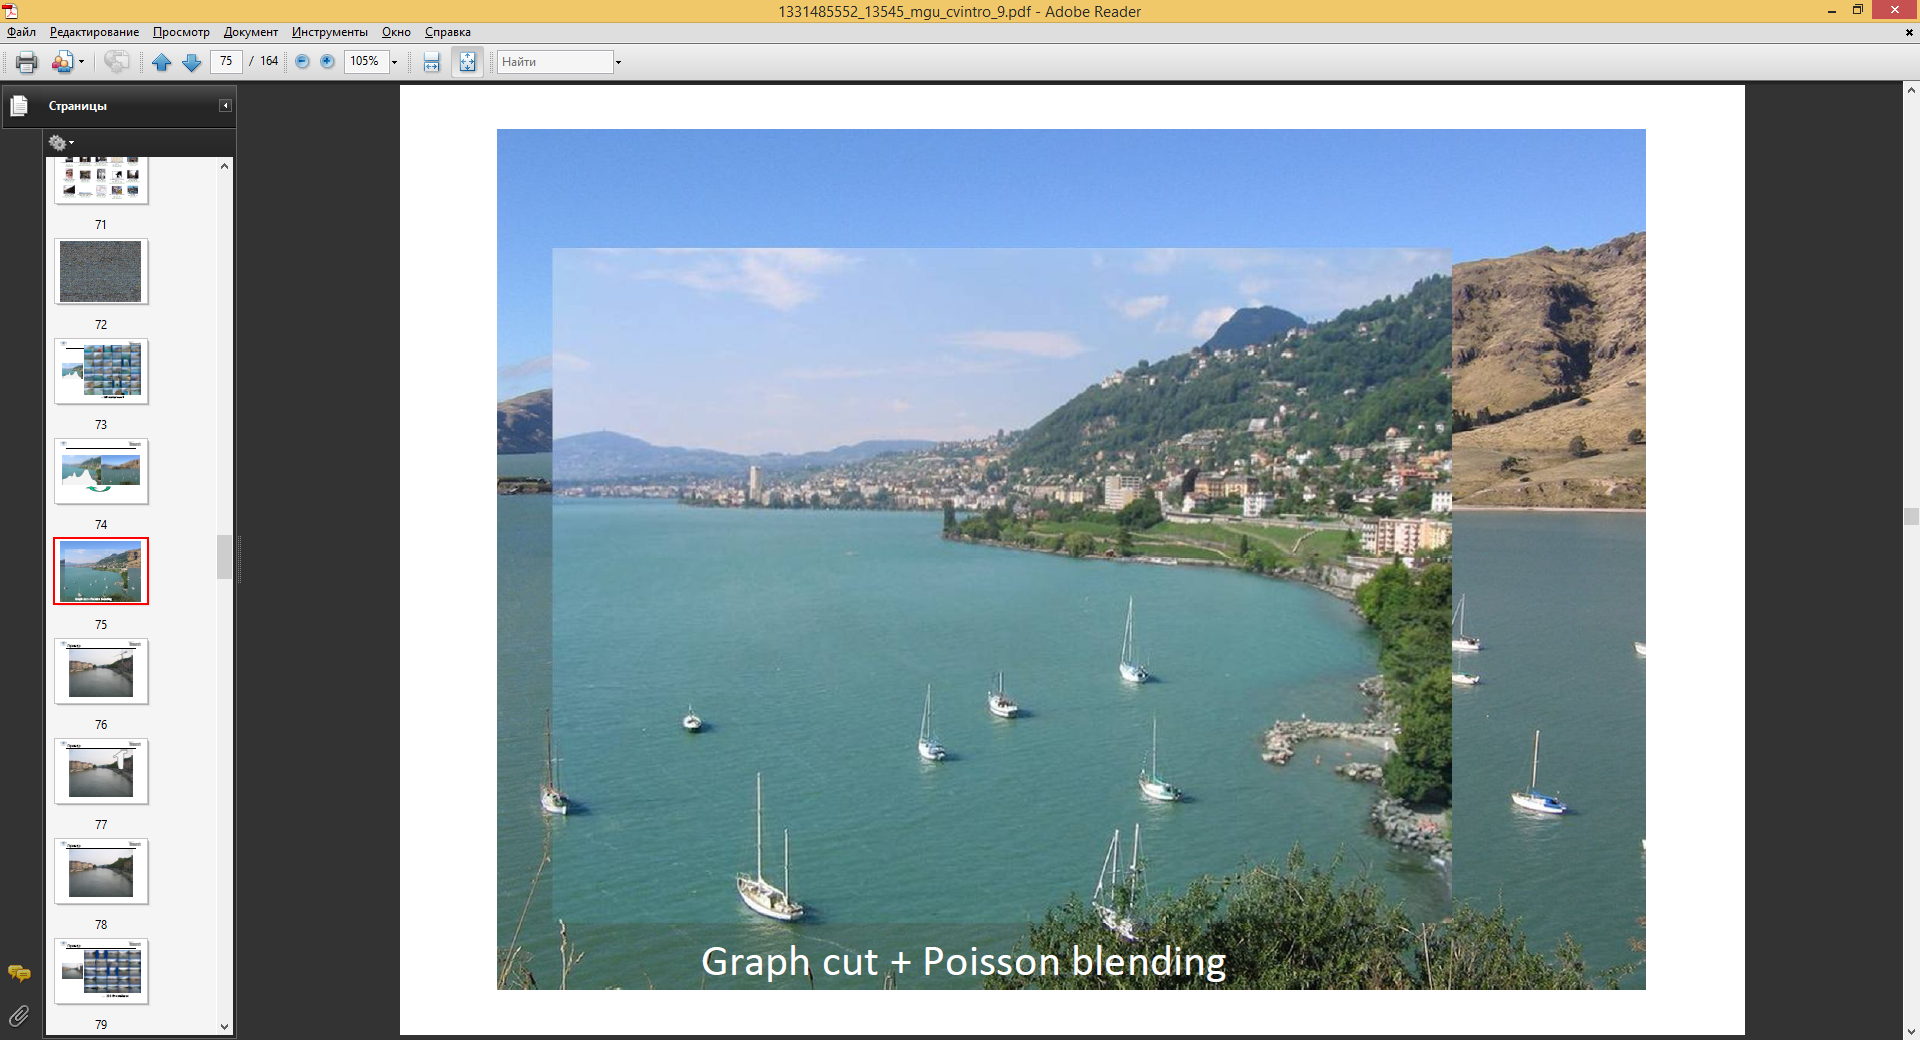 1331485552_13545_mgu_cvintro_9.pdf - Adobe Reader
Файл Редактирование Просмотр Документ Инструменты Окно Справка
75 / 164 105% Найти
Страницы
71
72
73
74
75
76
77
78
79
Graph cut + Poisson blending